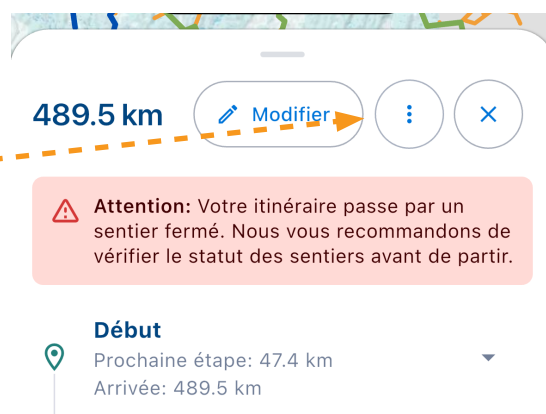 489.5 km
Modifier
Attention: Votre itinéraire passe par un
sentier fermé. Nous vous recommandons de
vérifier le statut des sentiers avant de partir.
Début
Prochaine étape: 47.4 km
Arrivée: 489.5 km